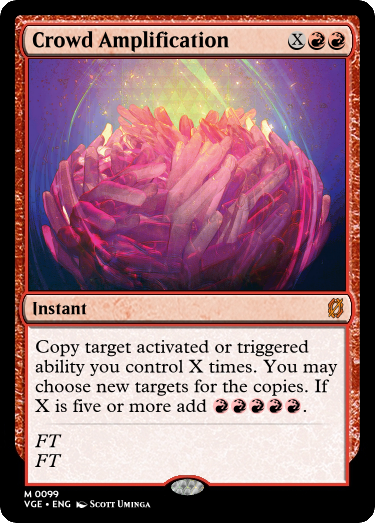 Crowd Amplification X
Instant
Copy target activated or triggered
ability you control X times. You may
choose new targets for the copies. If
X is five or more add .
FT
FT
M 0099
VGE • ENG Scott Uminga